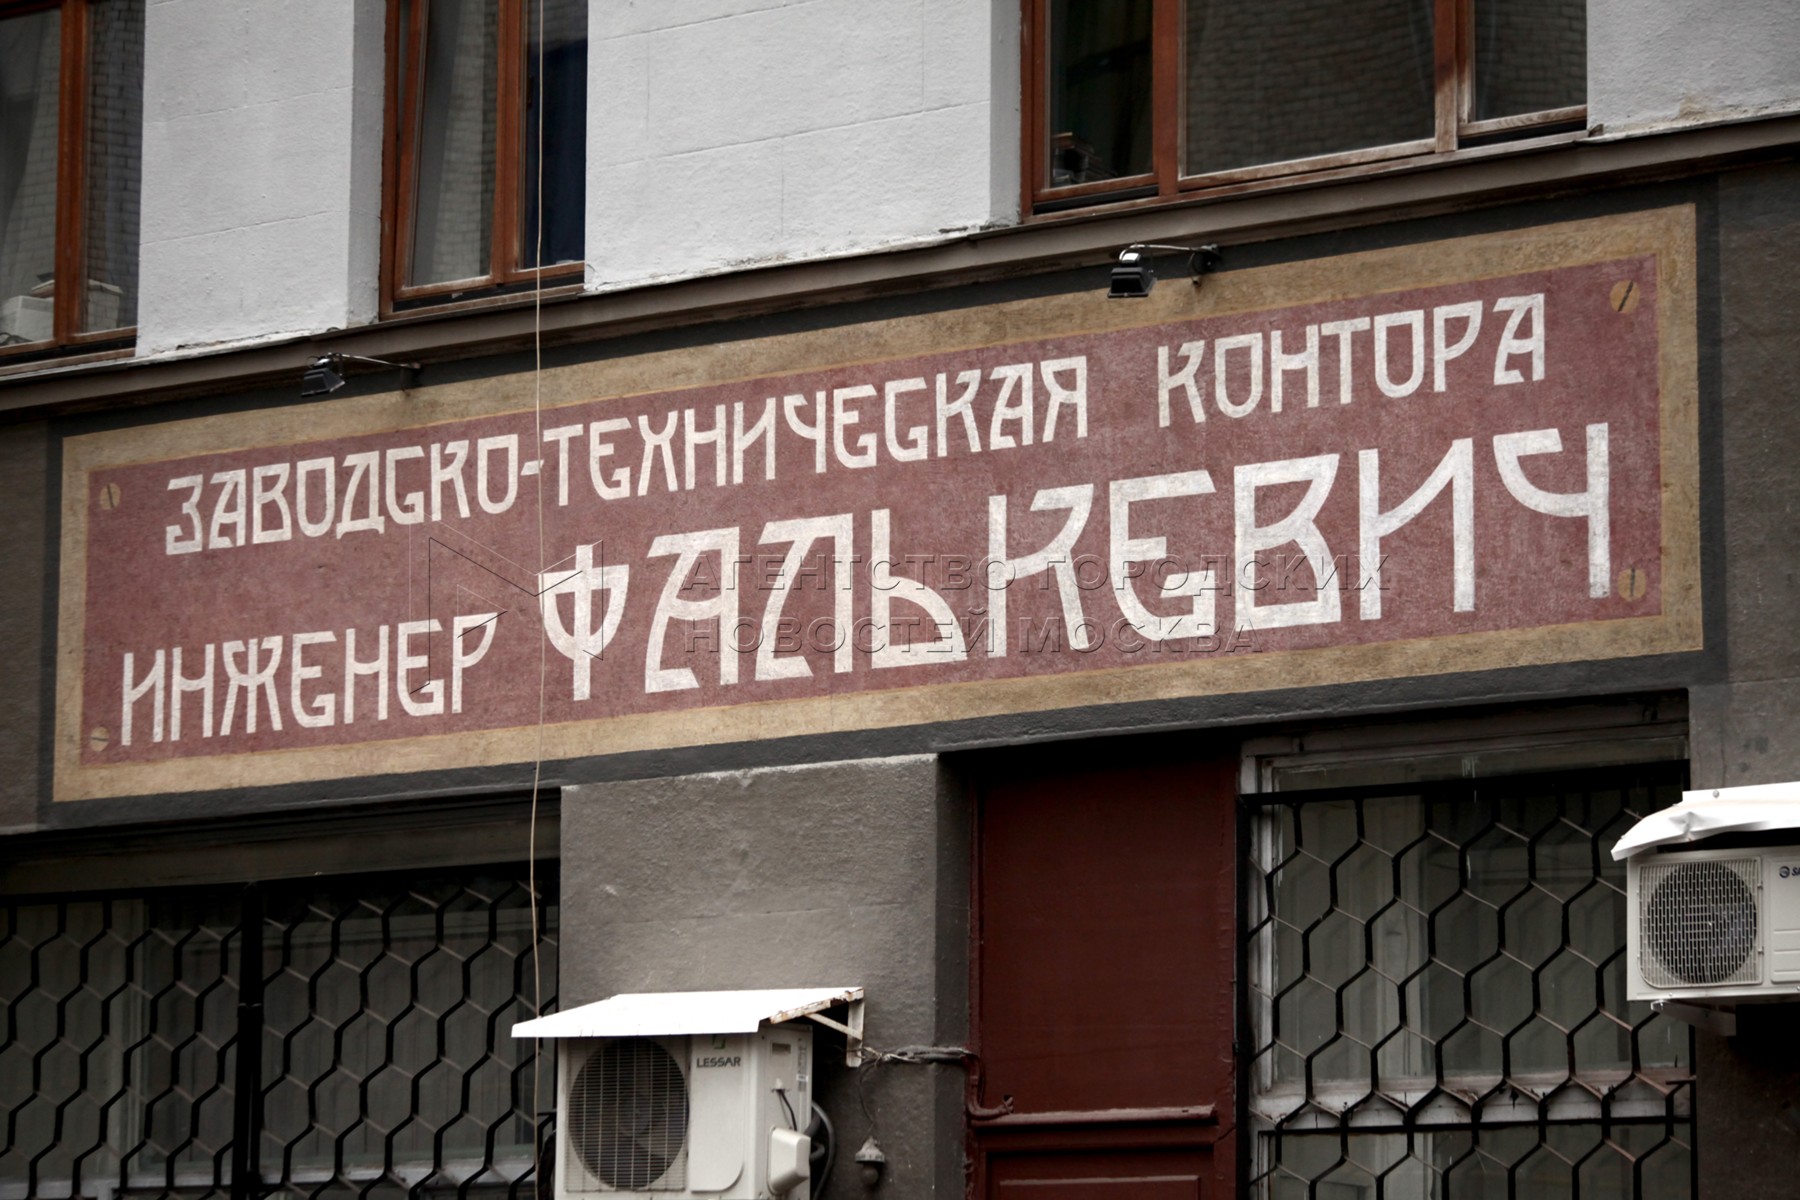 ЗАВОДСКО-ТЕХНИЧЕСКАЯ КОНТОРА
ИНЖЕНЕР ФАЛЬКЕВИЧ
АГЕНТСТВО ГОРОДСКИХ
НОВОСТЕЙ МОСКВА
LESSAR